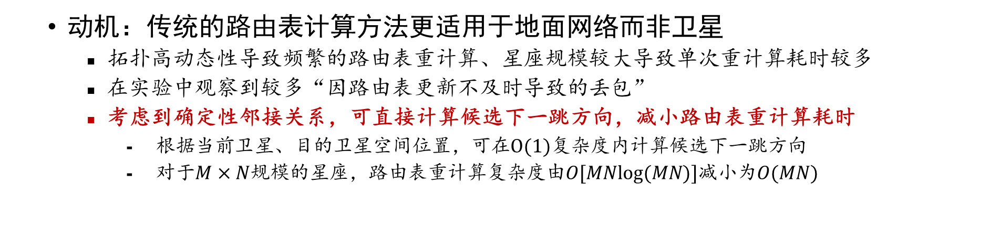 • 动机：传统的路由表计算方法更适用于地面网络而非卫星
▪ 拓扑高动态性导致频繁的路由表重计算、星座规模较大导致单次重计算耗时较多
▪ 在实验中观察到较多“因路由表更新不及时导致的丢包”
▪ 考虑到确定性邻接关系，可直接计算候选下一跳方向，减小路由表重计算耗时
- 根据当前卫星、目的卫星空间位置，可在O(1)复杂度内计算候选下一跳方向
- 对于M × N规模的星座，路由表重计算复杂度由O[MNlog(MN)]减小为O(MN)